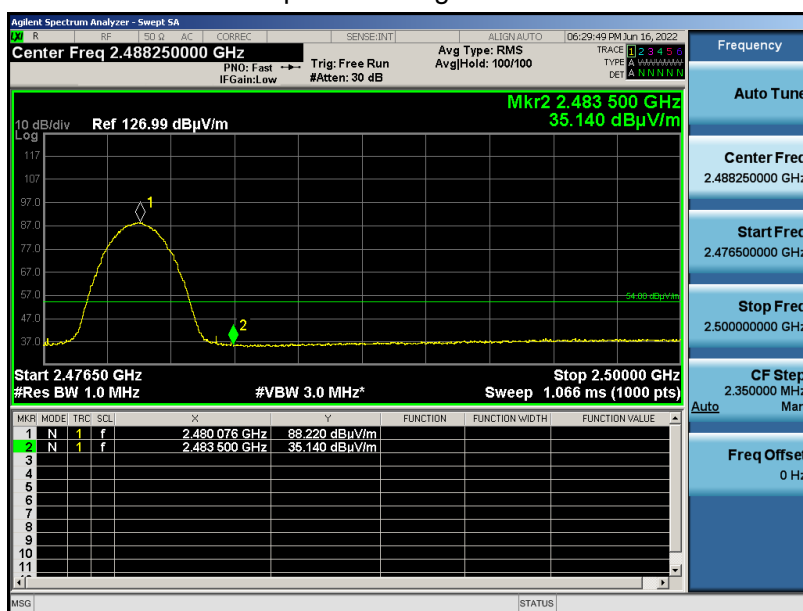 Agilent Spectrum Analyzer - Swept SA
LXI R RF 50 Ω AC CORREC SENSE:INT ALIGNAUTO 06:29:49 PM Jun 16, 2022
Center Freq 2.488250000 GHz
PNO: Fast
IFGain:Low
Trig: Free Run
#Atten: 30 dB
Avg Type: RMS
Avg|Hold: 100/100
TRACE 1 2 3 4 5 6
TYPE A WWWWW
DET A N N N N N
Mkr2 2.483 500 GHz
35.140 dBµV/m
10 dB/div Ref 126.99 dBµV/m
Log
117
107
97.0
87.0
77.0
67.0
57.0
47.0
37.0
1
2
54.00 dBµV/m
Start 2.47650 GHz Stop 2.50000 GHz
#Res BW 1.0 MHz #VBW 3.0 MHz* Sweep 1.066 ms (1000 pts)
MKR MODE TRC SCL X Y FUNCTION FUNCTION WIDTH FUNCTION VALUE
1 N 1 f 2.480 076 GHz 88.220 dBµV/m
2 N 1 f 2.483 500 GHz 35.140 dBµV/m
3
4
5
6
7
8
9
10
11
MSG STATUS
Frequency
Auto Tune
Center Freq
2.488250000 GHz
Start Freq
2.476500000 GHz
Stop Freq
2.500000000 GHz
CF Step
2.350000 MHz
Auto Man
Freq Offset
0 Hz